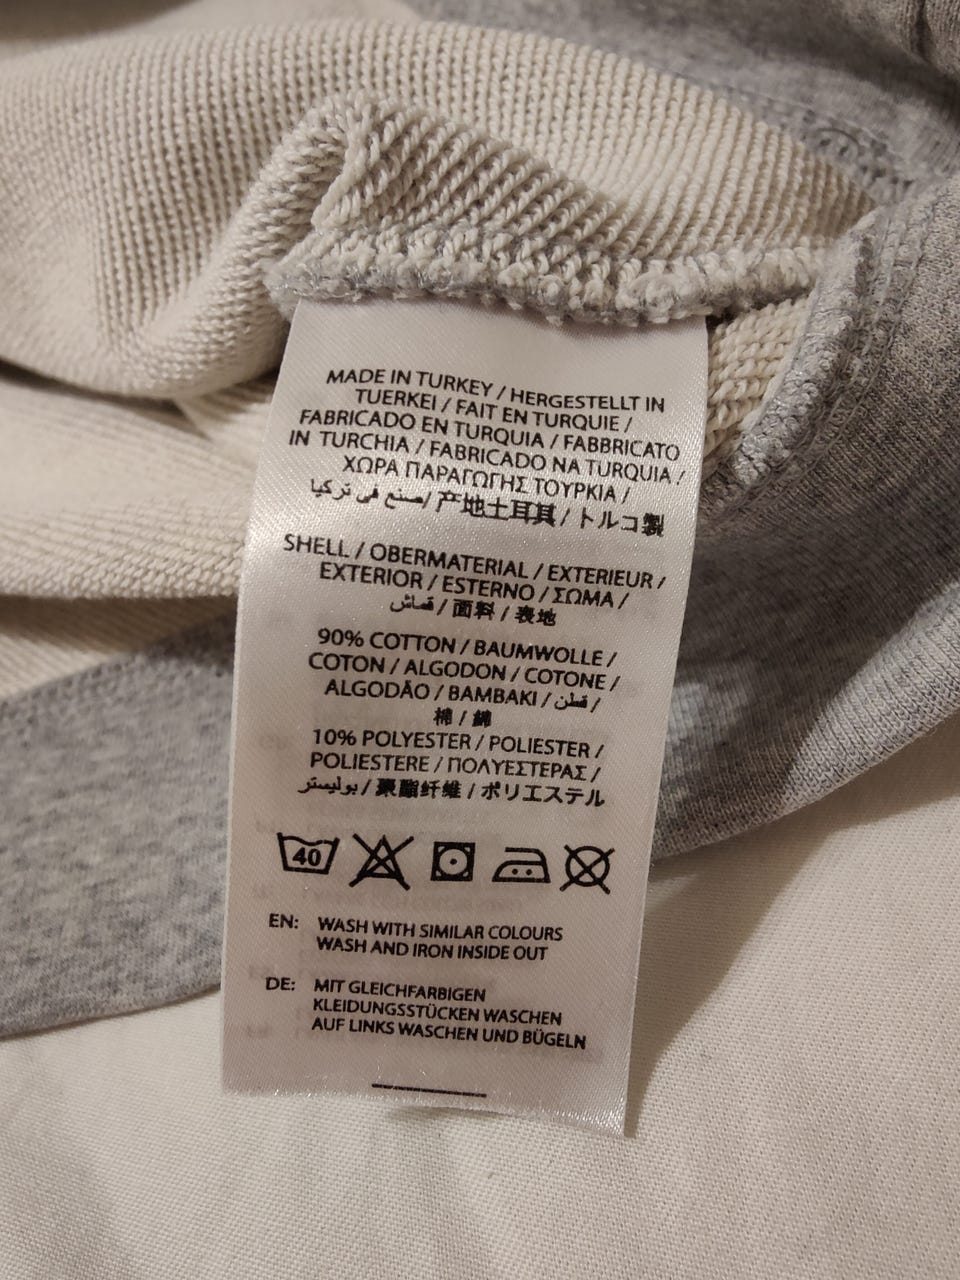 MADE IN TURKEY / HERGESTELLT IN
TUERKEI / FAIT EN TURQUIE /
FABRICADO EN TURQUIA / FABBRICATO
IN TURCHIA / FABRICADO NA TURQUIA /
ΧΩΡΑ ΠΑΡΑΓΩΓΗΣ ΤΟΥΡΚΙΑ /
صنع في تركيا / 产地土耳其 / トルコ製
SHELL / OBERMATERIAL / EXTERIEUR /
EXTERIOR / ESTERNO / ΣΩΜΑ /
قماش / 面料 / 表地
90% COTTON / BAUMWOLLE /
COTON / ALGODON / COTONE /
ALGODÃO / BAMBAKI / قطن /
棉 / 綿
10% POLYESTER / POLIESTER /
POLIESTERE / ΠΟΛΥΕΣΤΕΡΑΣ /
بوليستر / 聚酯纤维 / ポリエステル
40
EN: WASH WITH SIMILAR COLOURS
WASH AND IRON INSIDE OUT
DE: MIT GLEICHFARBIGEN
KLEIDUNGSSTÜCKEN WASCHEN
AUF LINKS WASCHEN UND BÜGELN